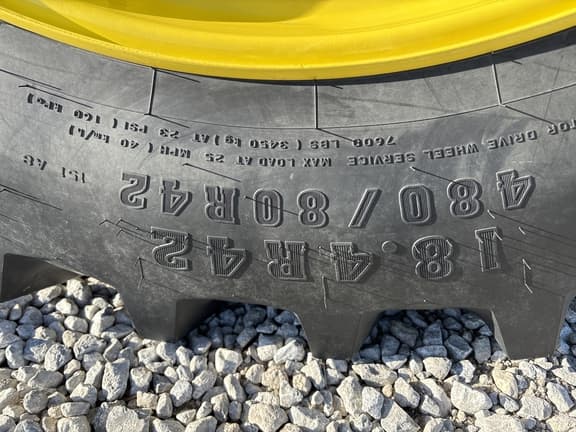 18.4R42
480/80R42 151 A8
TOR DRIVE WHEEL SERVICE MAX LOAD AT 25 MPH ( 40 km/h )
7608 LBS ( 3450 kg ) AT 23 PSI ( 160 kPa )